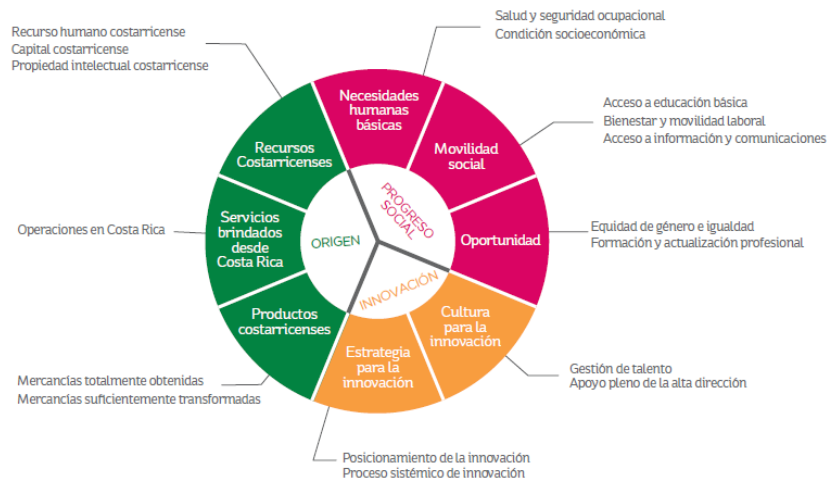 Recurso humano costarricense
Capital costarricense
Propiedad intelectual costarricense
Salud y seguridad ocupacional
Condición socioeconómica
Necesidades
humanas
básicas
Acceso a educación básica
Bienestar y movilidad laboral
Acceso a información y comunicaciones
Recursos
Costarricenses
Movilidad
social
PROGRESO
SOCIAL
Operaciones en Costa Rica
Servicios
brindados
desde
Costa Rica
ORIGEN
Oportunidad
Equidad de género e igualdad
Formación y actualización profesional
INNOVACIÓN
Productos
costarricenses
Cultura
para la
innovación
Estrategia
para la
innovación
Gestión de talento
Apoyo pleno de la alta dirección
Mercancías totalmente obtenidas
Mercancías suficientemente transformadas
Posicionamiento de la innovación
Proceso sistémico de innovación